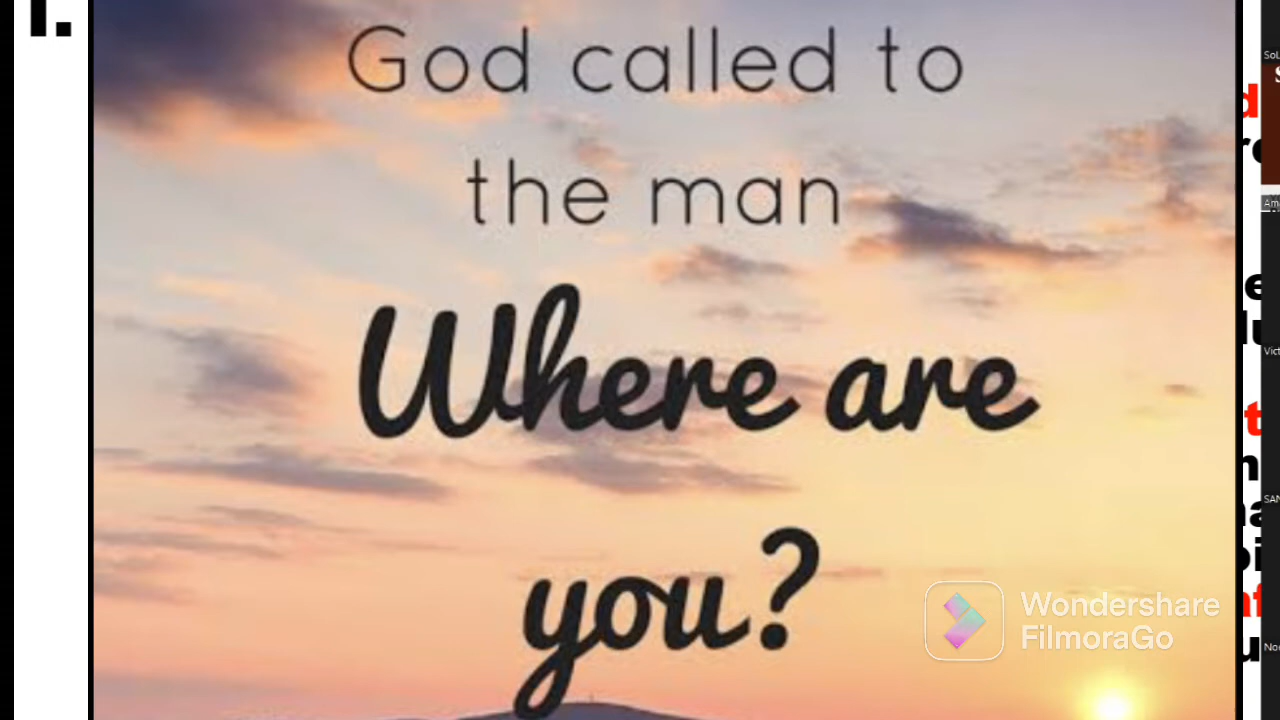 I.
God called to
the man
Where are
you?
Wondershare
FilmoraGo